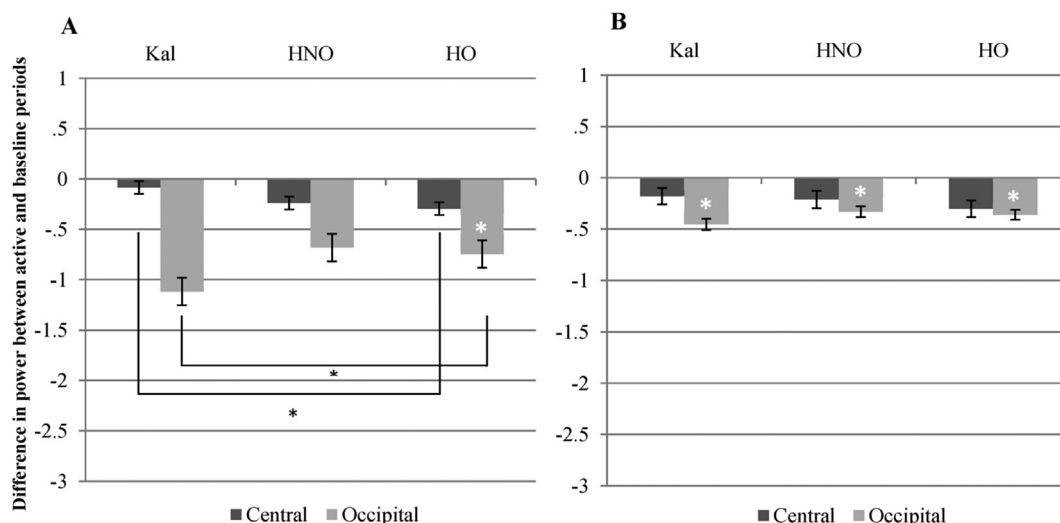 A
Kal HNO HO
Difference in power between active and baseline periods
1
.5
0
-.5
-1
-1.5
-2
-2.5
-3
*
*
*
Central Occipital
B
Kal HNO HO
1
.5
0
-.5
-1
-1.5
-2
-2.5
-3
* * *
Central Occipital